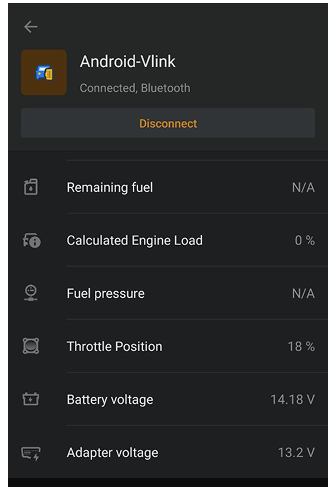 Android-Vlink
Connected, Bluetooth
Disconnect
Remaining fuel N/A
Calculated Engine Load 0 %
Fuel pressure N/A
Throttle Position 18 %
Battery voltage 14.18 V
Adapter voltage 13.2 V